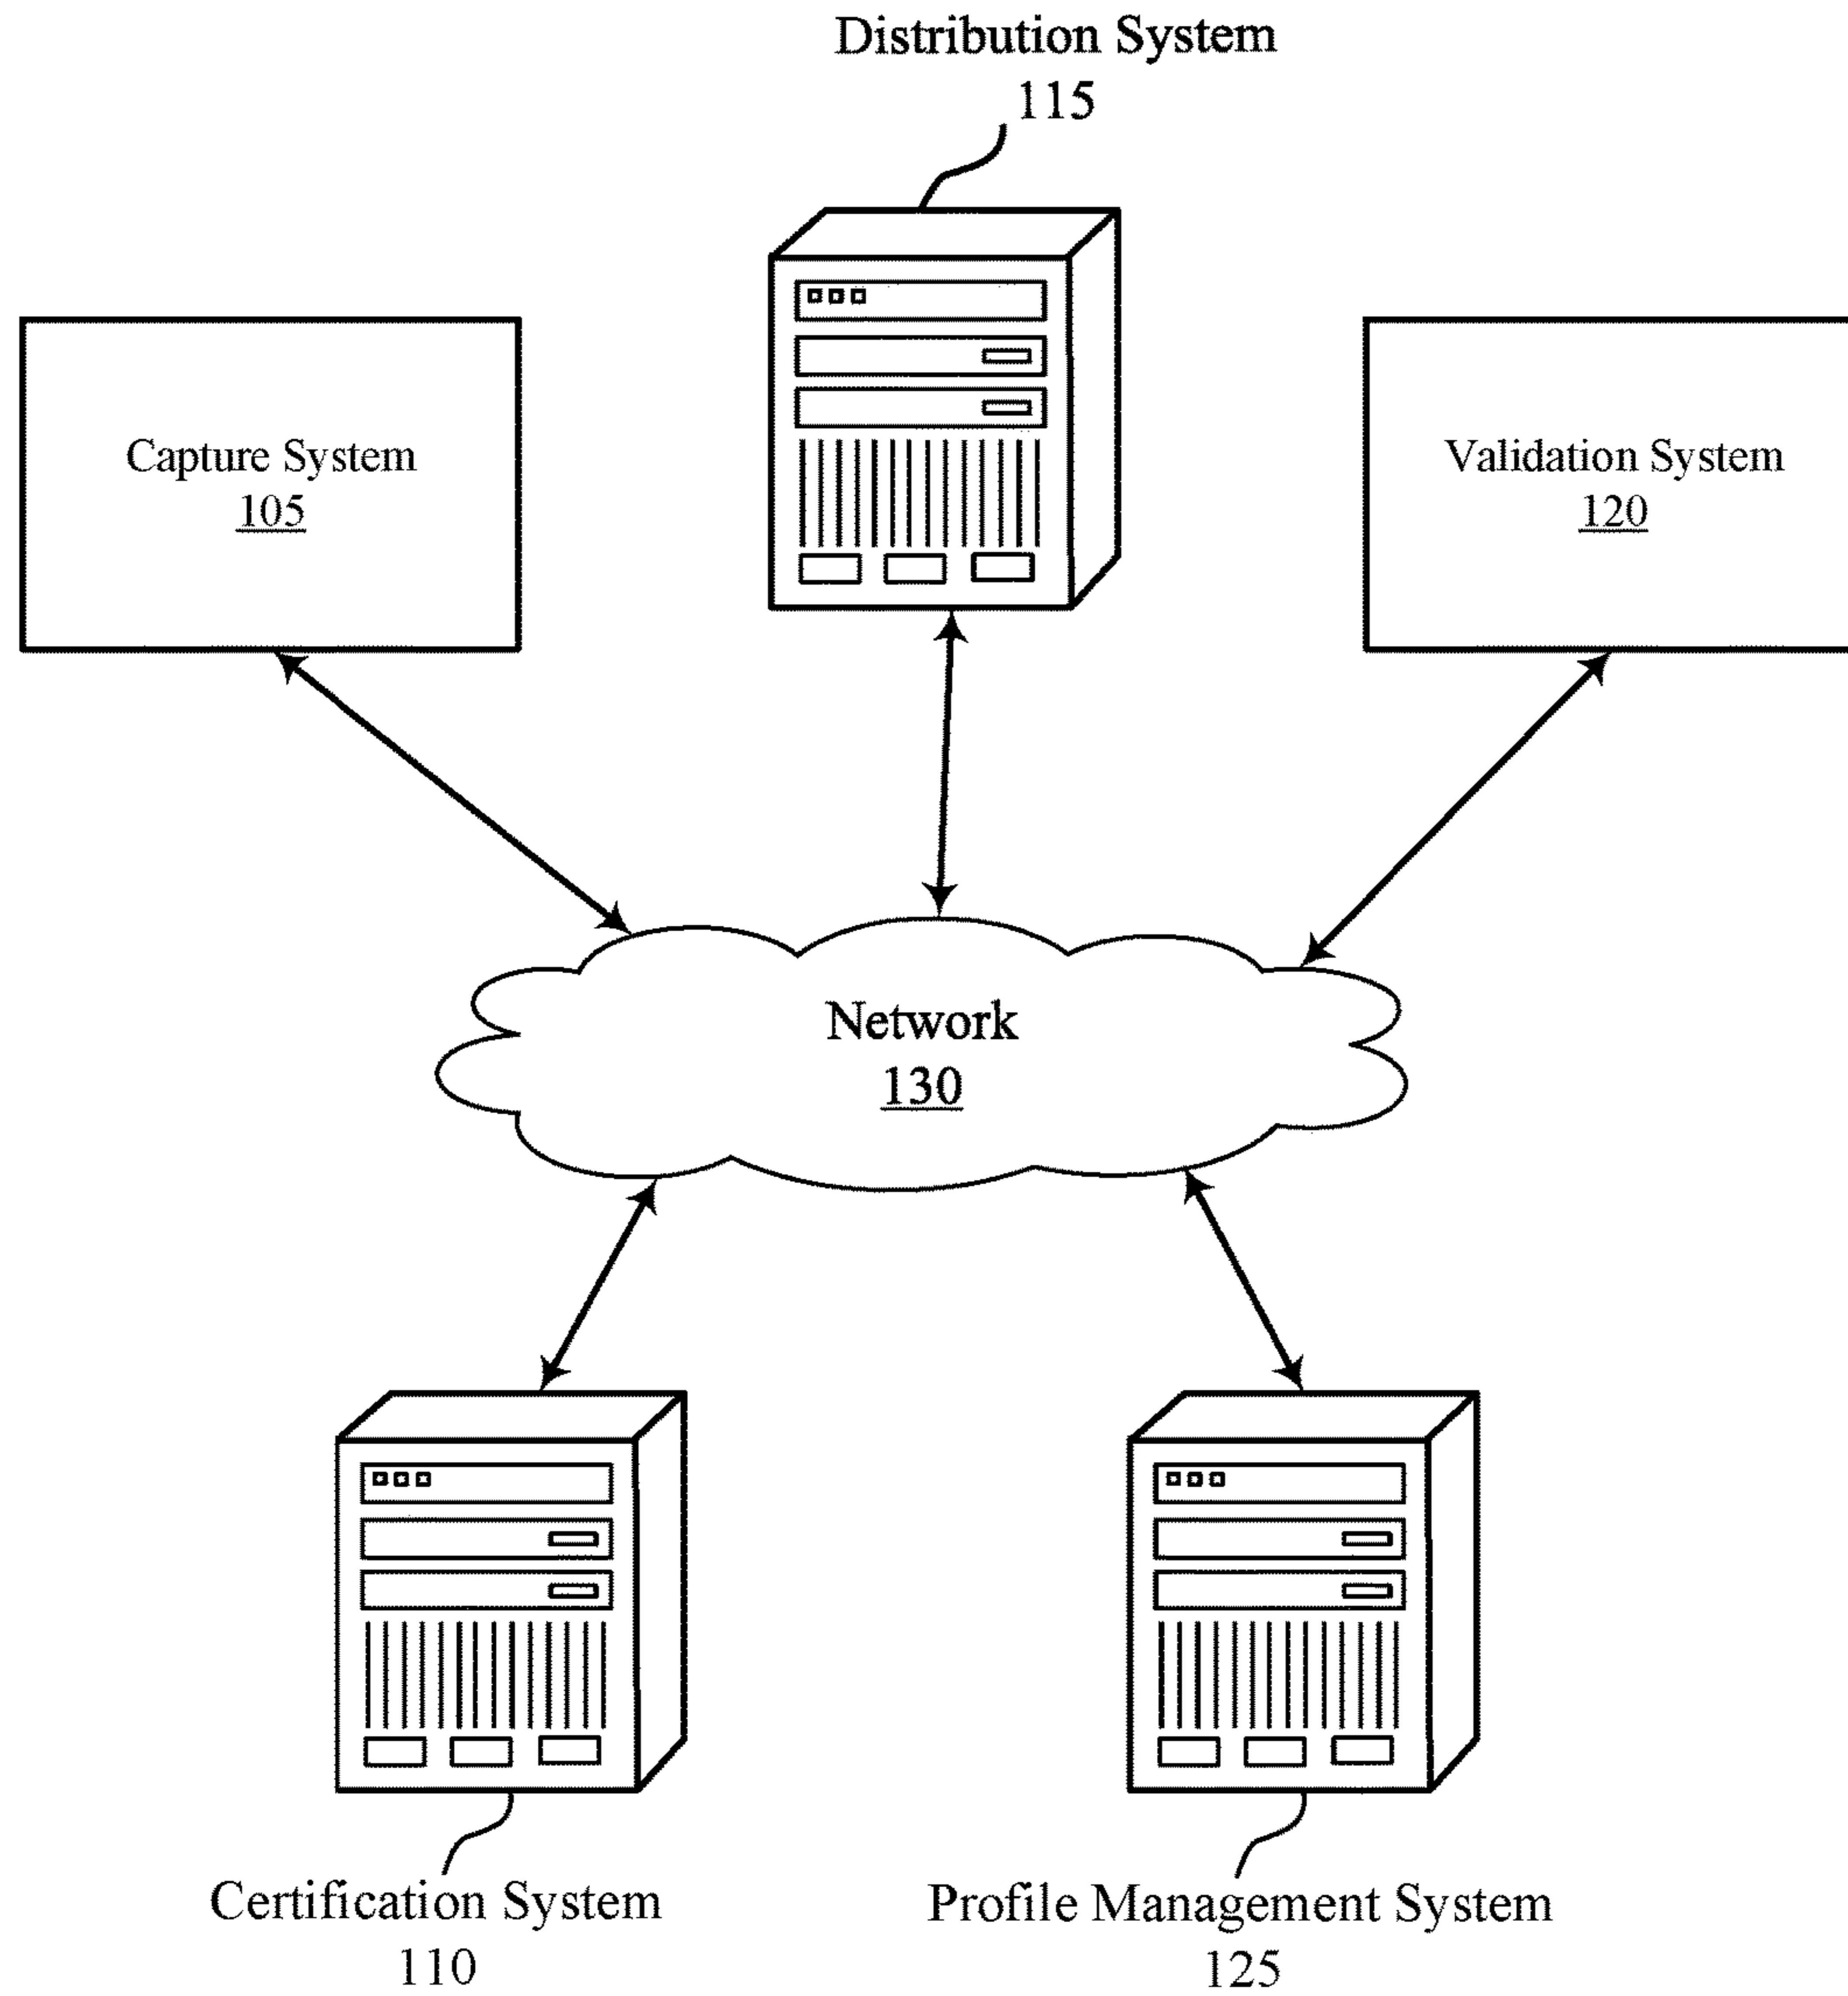 Distribution System
115
Capture System
105
Validation System
120
Network
130
Certification System
110
Profile Management System
125